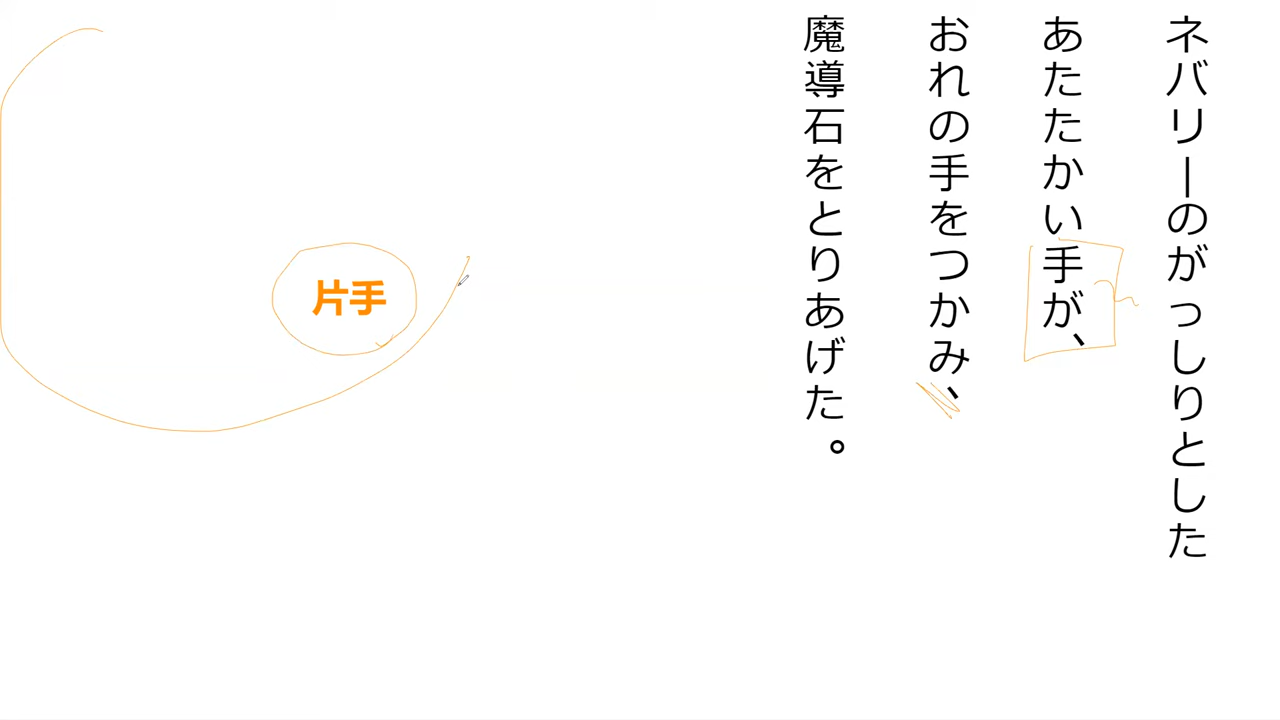 ネバリーのがっしりとした
あたたかい手が、
おれの手をつかみ、
魔導石をとりあげた。
片手